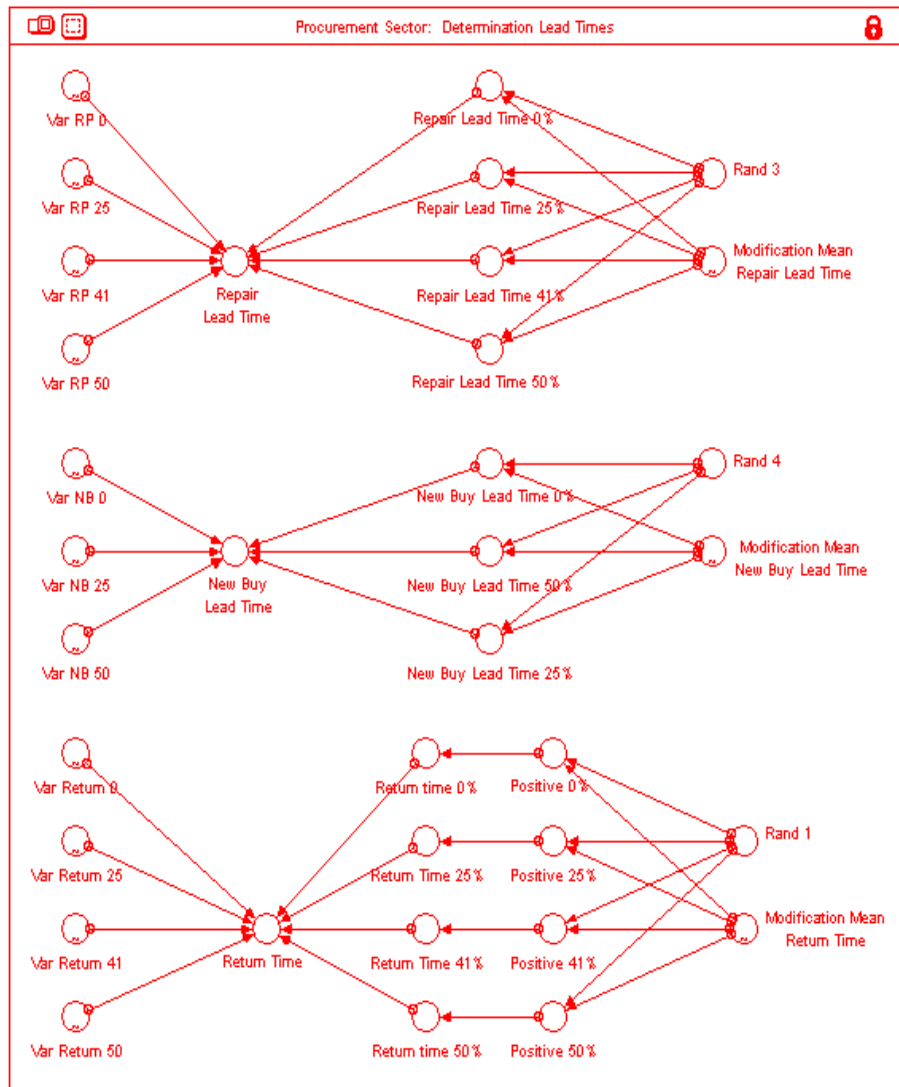 Procurement Sector: Determination Lead Times
Var RP 0
Repair Lead Time 0%
Rand 3
Var RP 25
Repair Lead Time 25%
Modification Mean
Repair Lead Time
Var RP 41
Repair
Lead Time
Repair Lead Time 41%
Var RP 50
Repair Lead Time 50%
Rand 4
Var NB 0
New Buy Lead Time 0%
Modification Mean
New Buy Lead Time
Var NB 25
New Buy
Lead Time
New Buy Lead Time 50%
Var NB 50
New Buy Lead Time 25%
Var Return 0
Return time 0%
Positive 0%
Rand 1
Var Return 25
Return Time 25%
Positive 25%
Modification Mean
Return Time
Var Return 41
Return Time
Return Time 41%
Positive 41%
Var Return 50
Return time 50%
Positive 50%